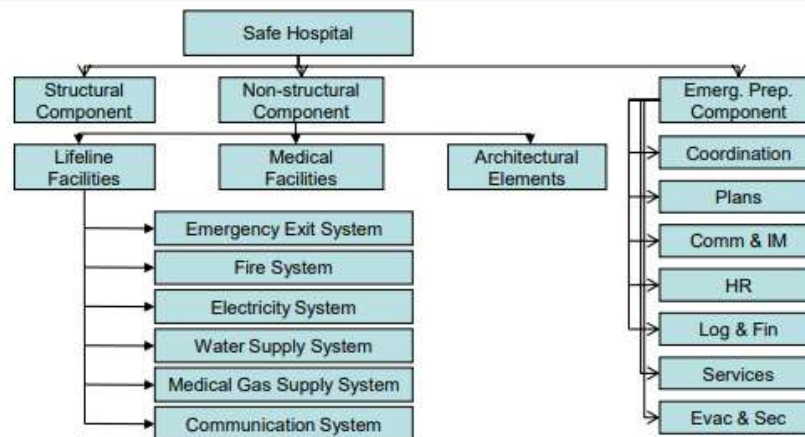 Safe Hospital
Structural
Component
Non-structural
Component
Emerg. Prep.
Component
Lifeline
Facilities
Medical
Facilities
Architectural
Elements
Coordination
Plans
Comm & IM
HR
Log & Fin
Services
Evac & Sec
Emergency Exit System
Fire System
Electricity System
Water Supply System
Medical Gas Supply System
Communication System